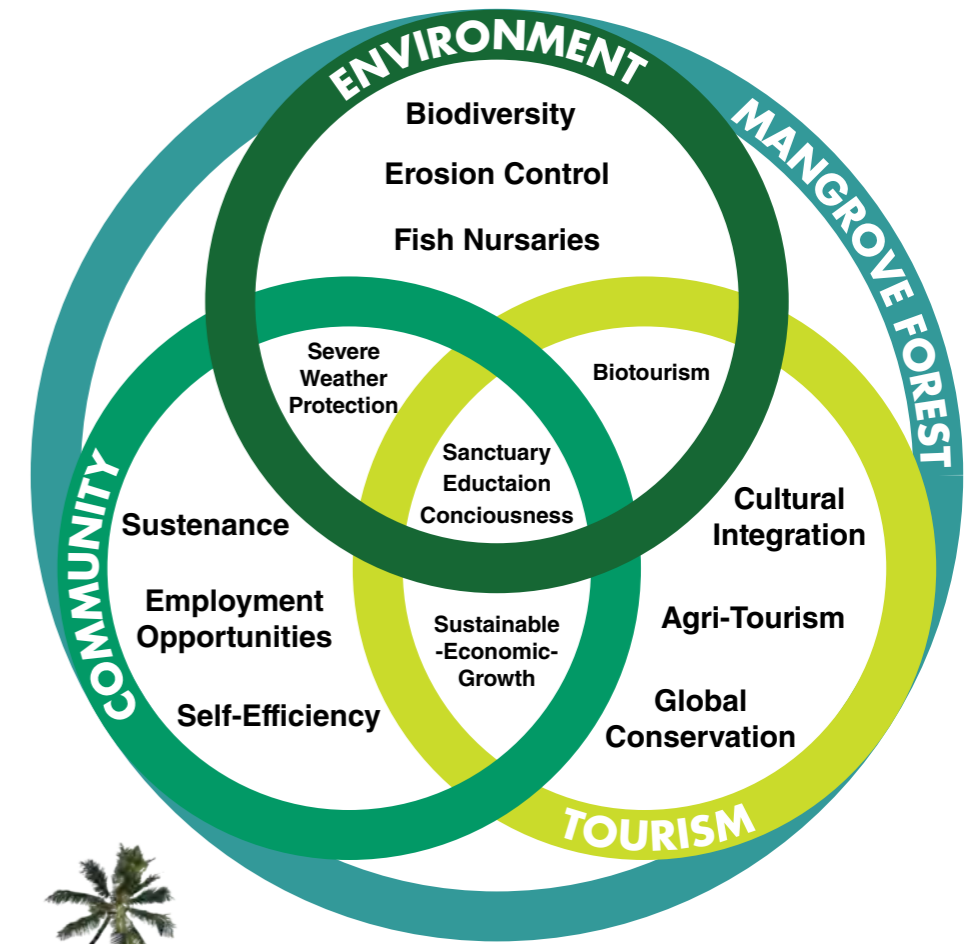 ENVIRONMENT
MANGROVE FOREST
Biodiversity
Erosion Control
Fish Nursaries
Severe
Weather
Protection
Biotourism
Sanctuary
Eductaion
Conciousness
COMMUNITY
Sustenance
Employment
Opportunities
Self-Efficiency
Sustainable
-Economic-
Growth
Cultural
Integration
Agri-Tourism
Global
Conservation
TOURISM